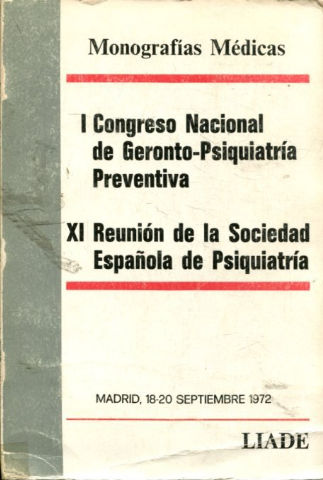 Monografías Médicas
I Congreso Nacional
de Geronto-Psiquiatría
Preventiva
XI Reunión de la Sociedad
Española de Psiquiatría
MADRID, 18-20 SEPTIEMBRE 1972
LIADE